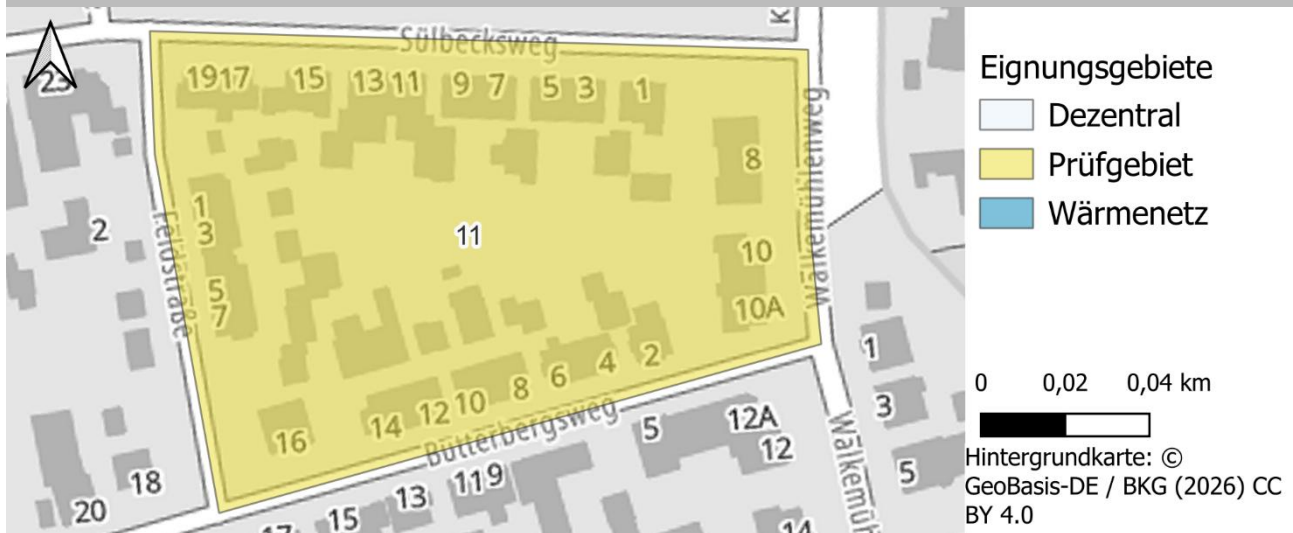 Sülbecksweg
K
23
19
17
15
13
11
9
7
5
3
1
8
Walkemühlenweg
1
3
2
Feldstraße
11
5
7
10
10A
2
4
6
8
10
12
14
16
Bütterbergsweg
1
3
5
5
12A
12
119
13
15
14
18
20
Eignungsgebiete
Dezentral
Prüfgebiet
Wärmenetz
0 0,02 0,04 km
Hintergrundkarte: ©
GeoBasis-DE / BKG (2026) CC
BY 4.0